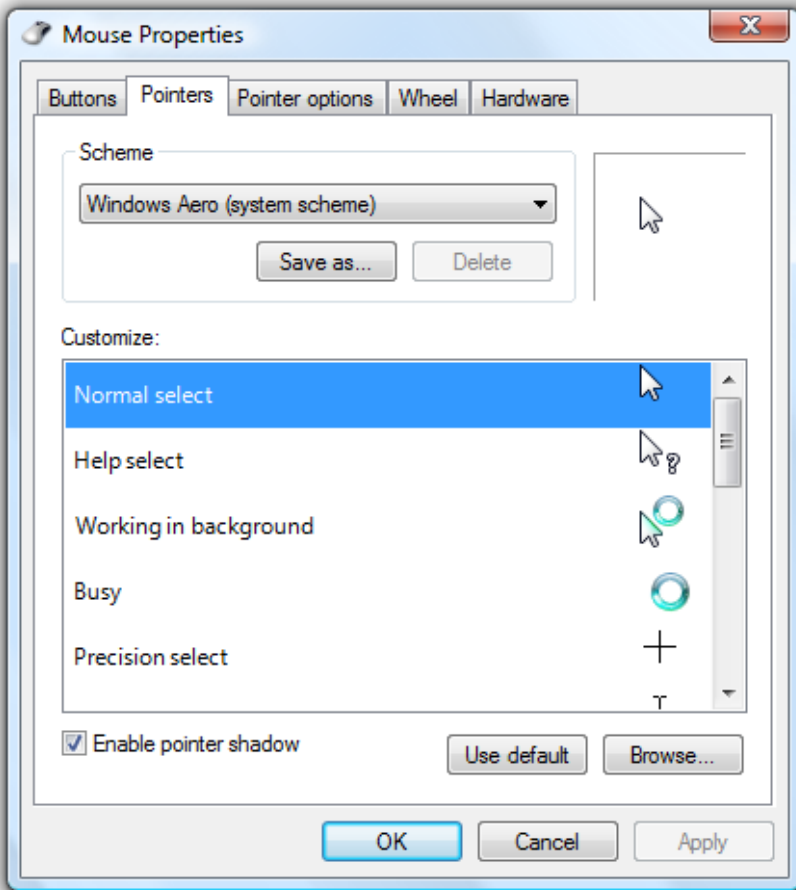 Mouse Properties
Buttons Pointers Pointer options Wheel Hardware
Scheme
Windows Aero (system scheme)
Save as... Delete
Customize:
Normal select
Help select
Working in background
Busy
Precision select
Enable pointer shadow
Use default Browse...
OK Cancel Apply